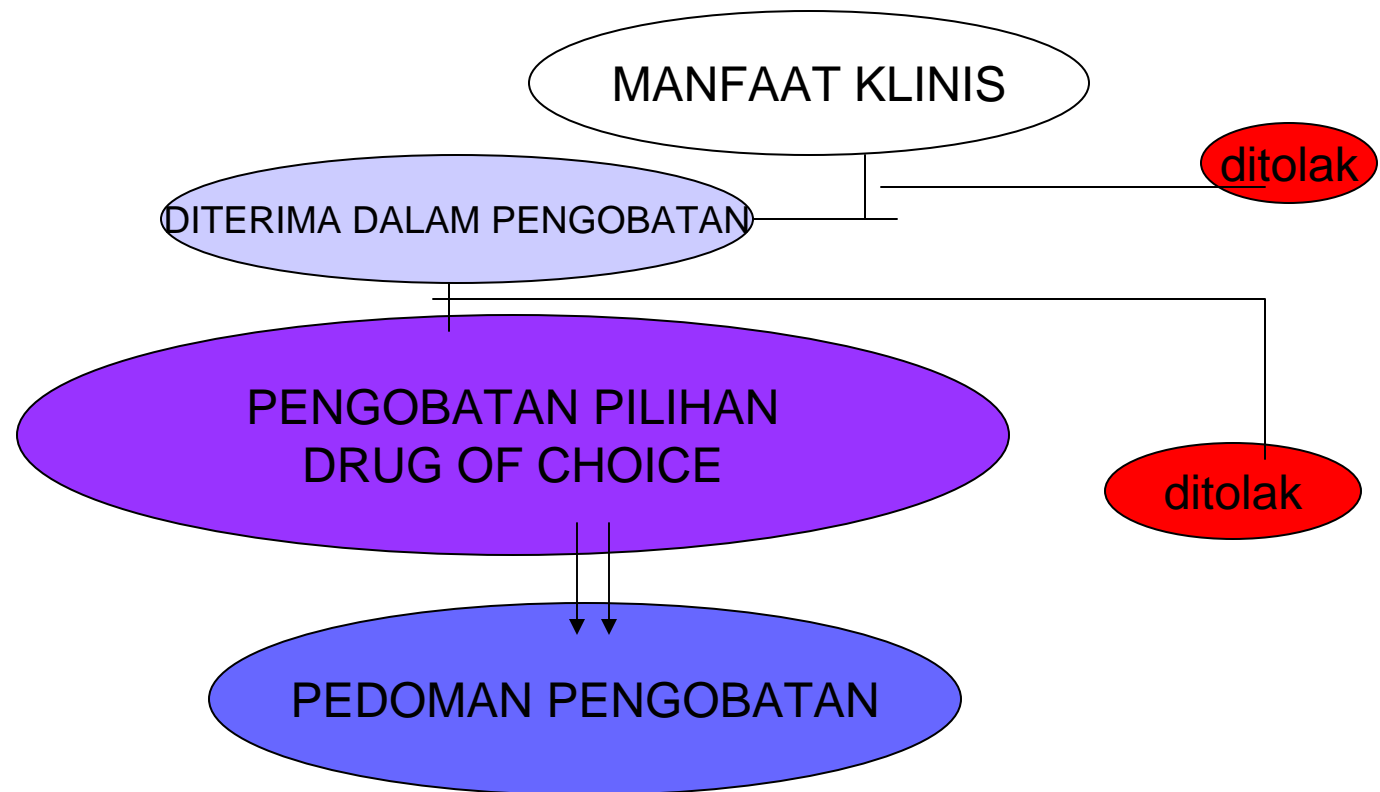 MANFAAT KLINIS
ditolak
DITERIMA DALAM PENGOBATAN
PENGOBATAN PILIHAN
DRUG OF CHOICE
ditolak
PEDOMAN PENGOBATAN